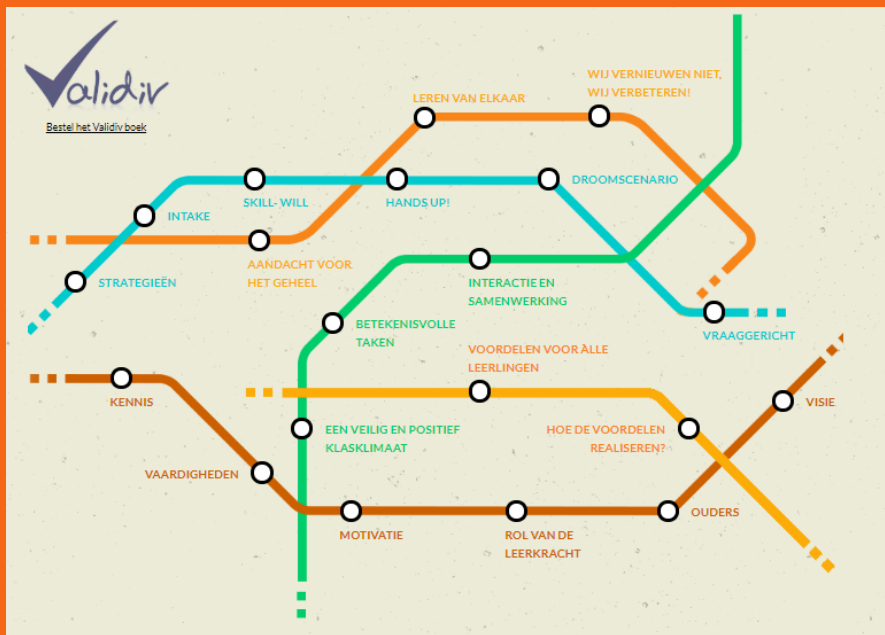 Validiv
Bestel het Validiv boek
WIJ VERNIEUWEN NIET,
WIJ VERBETEREN!
LEREN VAN ELKAAR
SKILL- WILL
HANDS UP!
DROOMSCENARIO
INTAKE
AANDACHT VOOR
HET GEHEEL
STRATEGIEËN
INTERACTIE EN
SAMENWERKING
BETEKENISVOLLE
TAKEN
VRAAGGERICHT
VOORDELEN VOOR ALLE
LEERLINGEN
KENNIS
VISIE
EEN VEILIG EN POSITIEF
KLASKLIMAAT
HOE DE VOORDELEN
REALISEREN?
VAARDIGHEDEN
MOTIVATIE
ROL VAN DE
LEERKRACHT
OUDERS